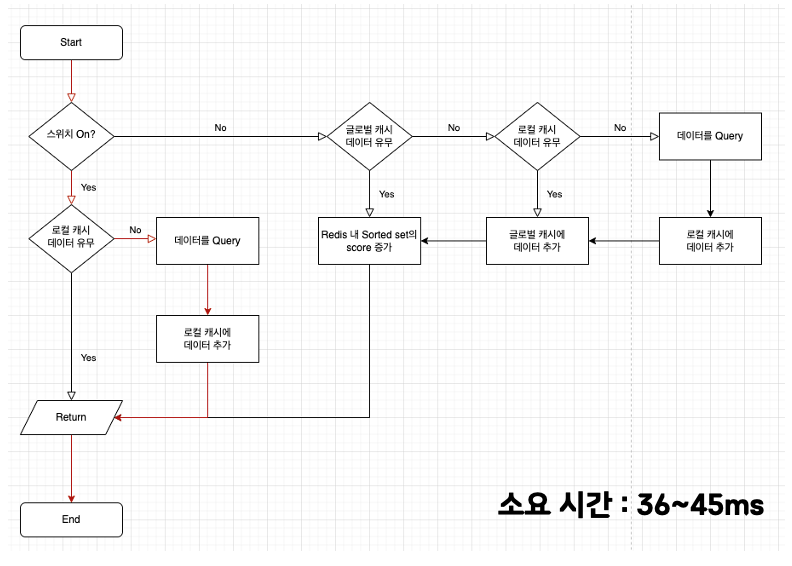 Start
스위치 On?
No
글로벌 캐시
데이터 유무
No
로컬 캐시
데이터 유무
No
데이터를 Query
Yes
Yes
Yes
로컬 캐시
데이터 유무
No
데이터를 Query
Redis 내 Sorted set의
score 증가
글로벌 캐시에
데이터 추가
로컬 캐시에
데이터 추가
로컬 캐시에
데이터 추가
Yes
Return
End
소요 시간 : 36~45ms